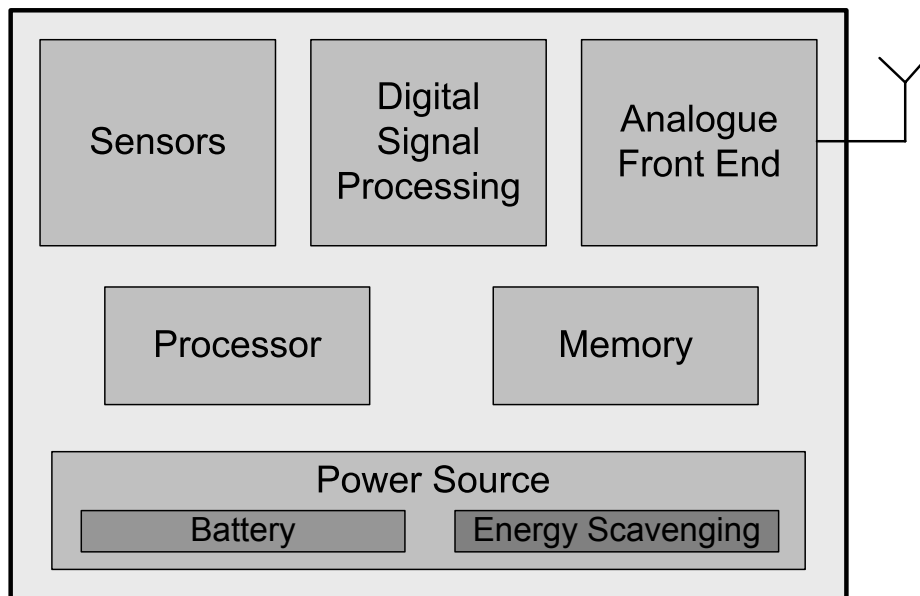 Sensors
Digital
Signal
Processing
Analogue
Front End
Processor
Memory
Power Source
Battery
Energy Scavenging